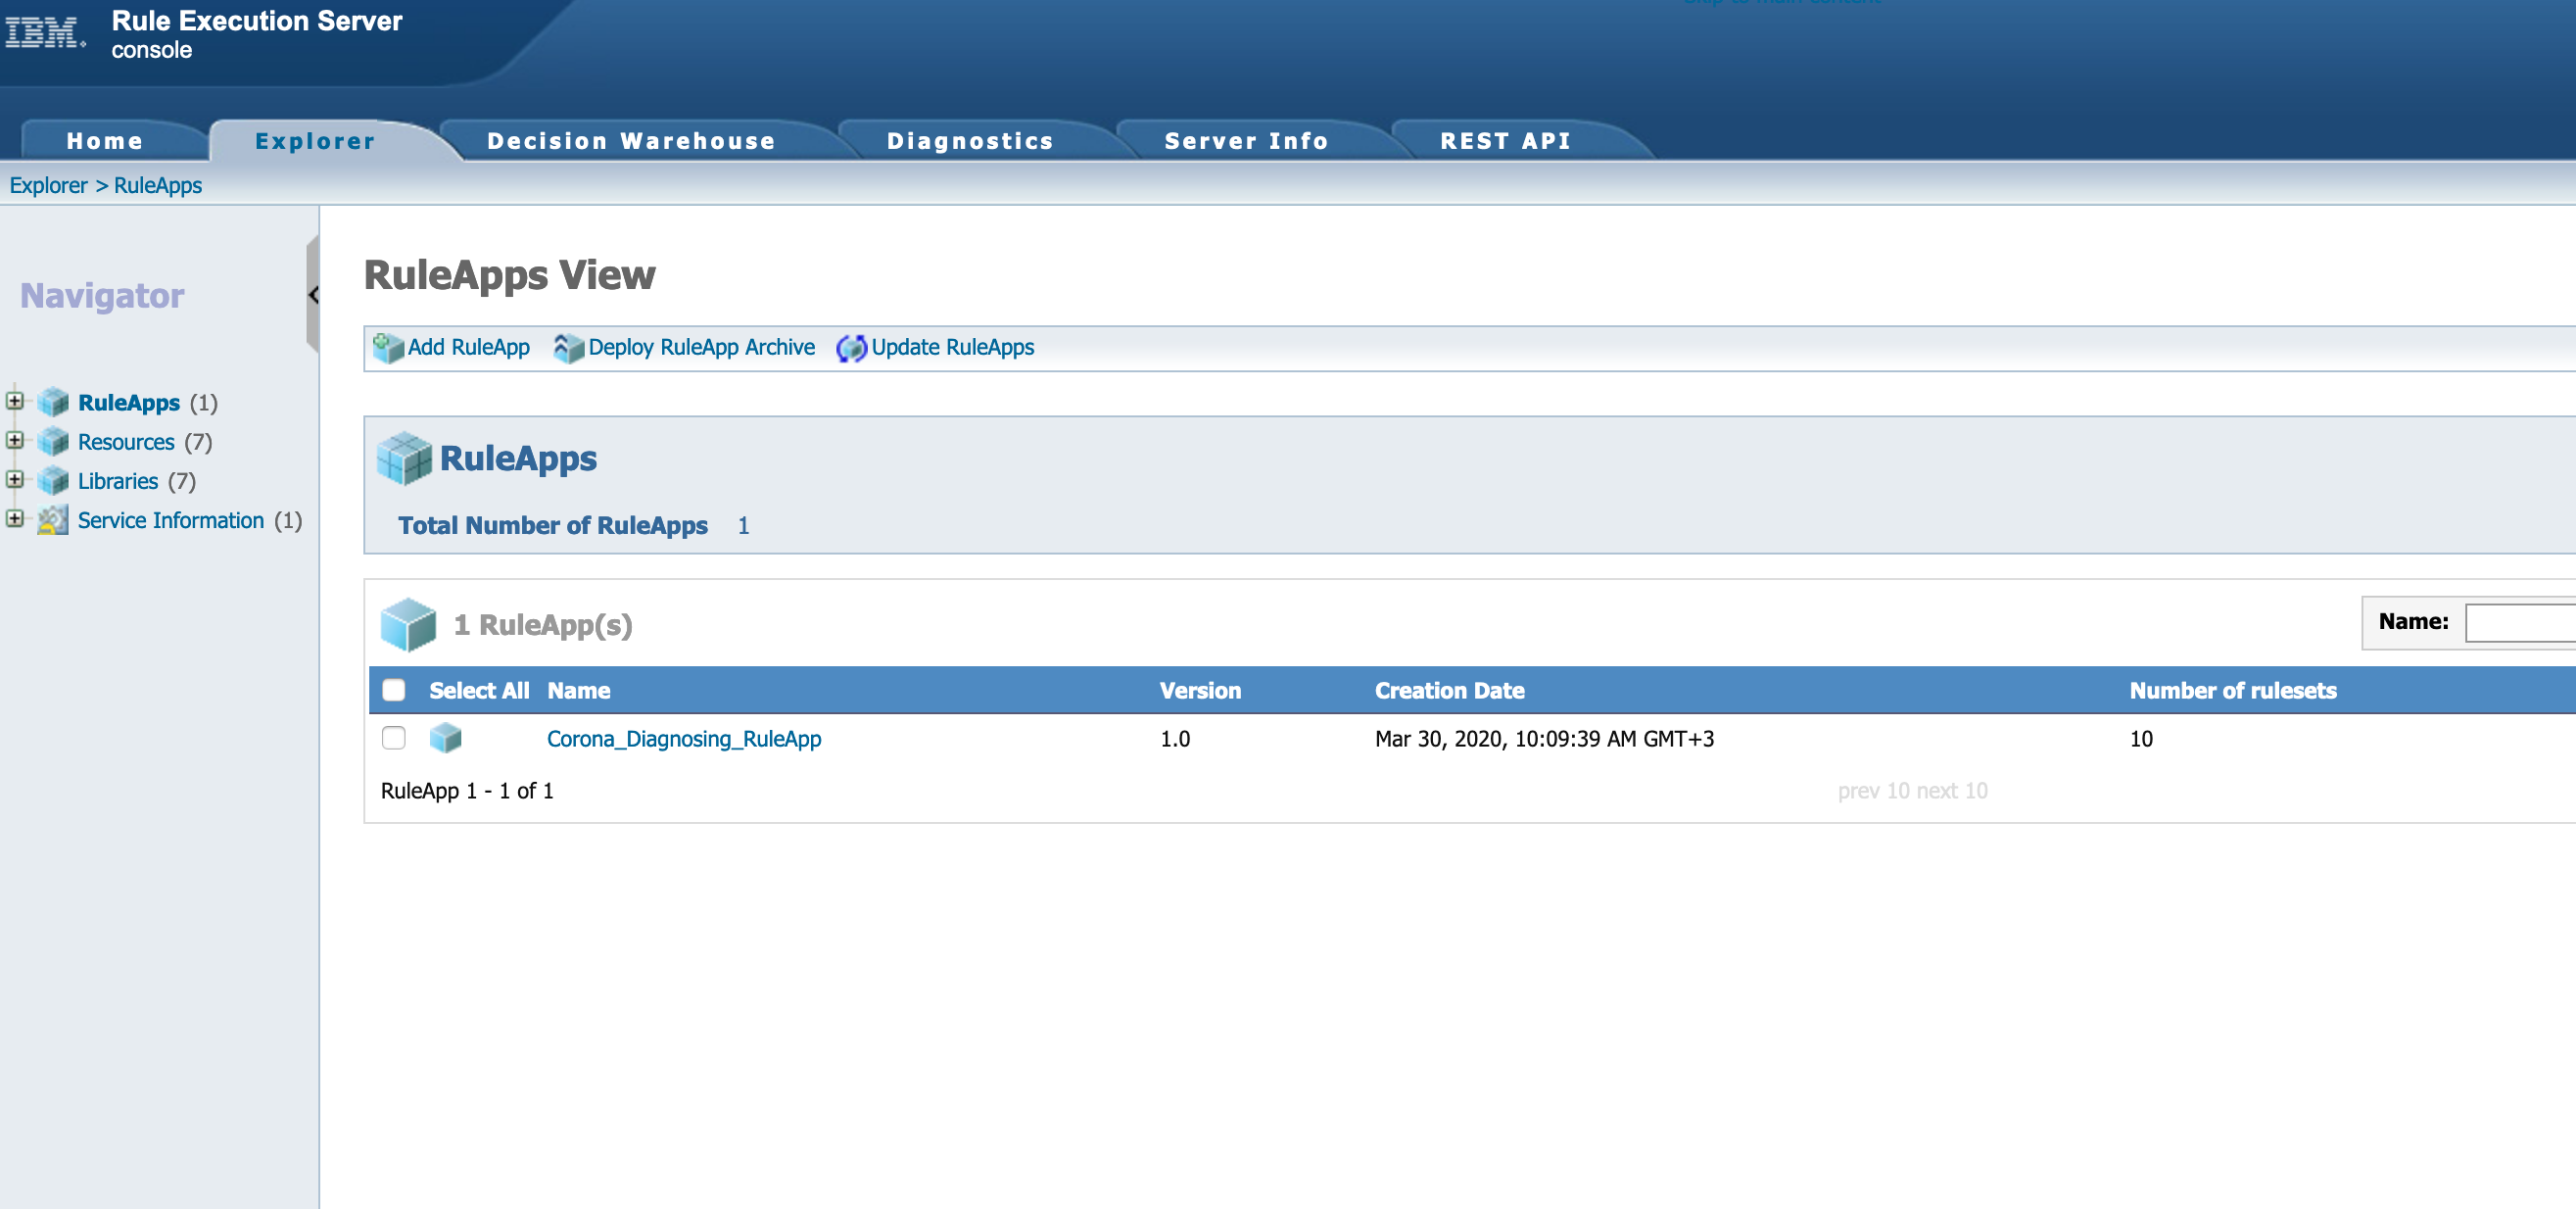 IBM
Rule Execution Server
console
Home
Explorer
Decision Warehouse
Diagnostics
Server Info
REST API
Explorer > RuleApps
Navigator
RuleApps (1)
Resources (7)
Libraries (7)
Service Information (1)
RuleApps View
Add RuleApp Deploy RuleApp Archive Update RuleApps
RuleApps
Total Number of RuleApps 1
1 RuleApp(s)
Name:
Select All Name Version Creation Date Number of rulesets
Corona_Diagnosing_RuleApp 1.0 Mar 30, 2020, 10:09:39 AM GMT+3 10
RuleApp 1 - 1 of 1 prev 10 next 10